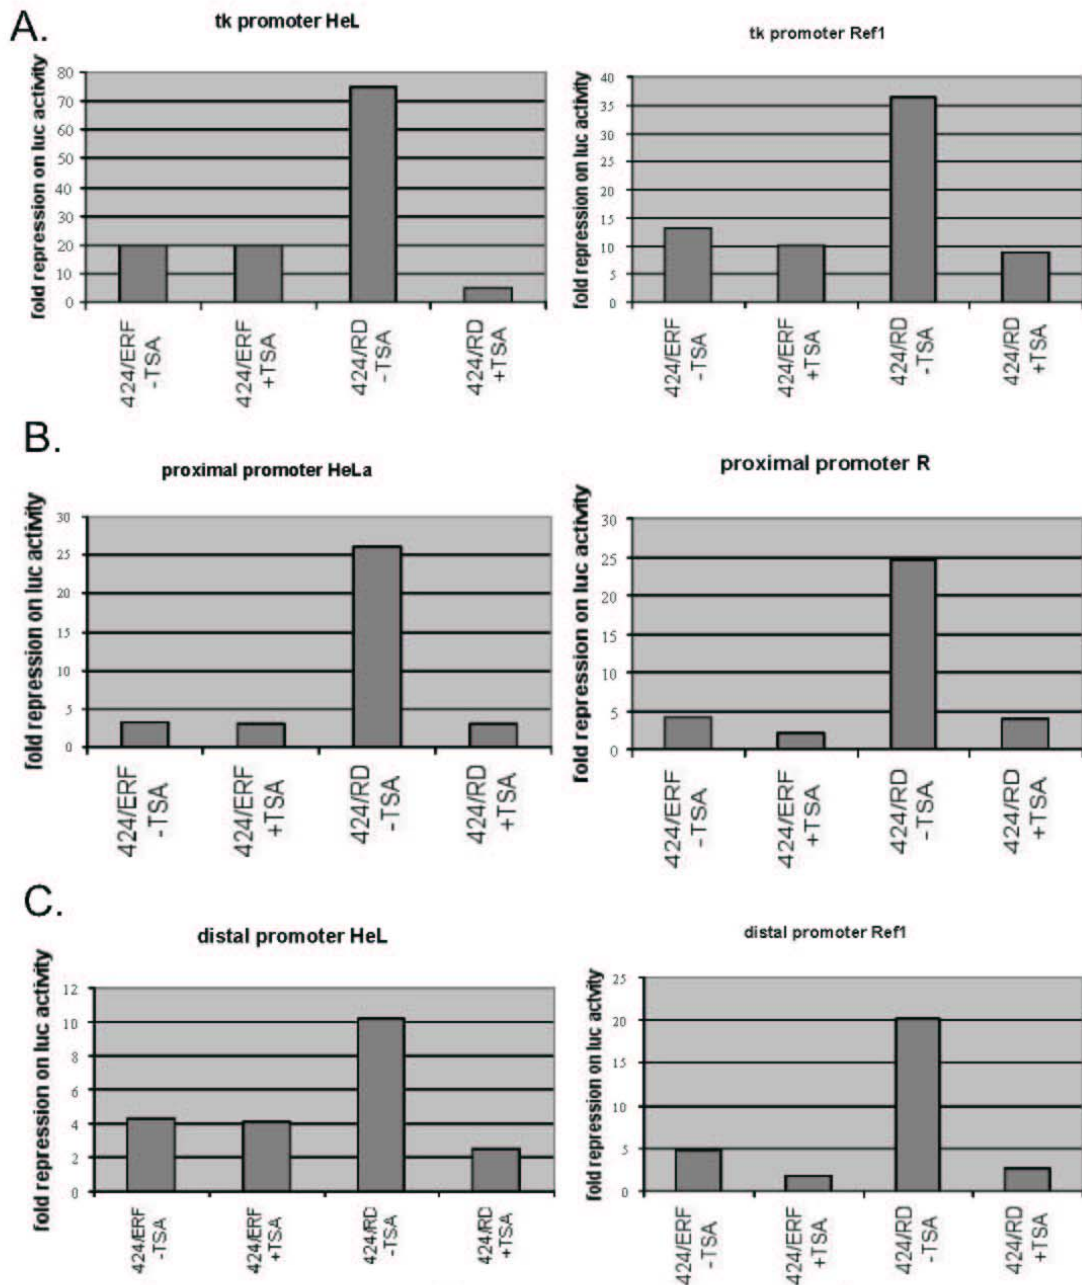 A.
tk promoter HeL
fold repression on luc activity
80
70
60
50
40
30
20
10
0
424/ERF -TSA
424/ERF +TSA
424/RD -TSA
424/RD +TSA
tk promoter Ref1
fold repression on luc activity
40
35
30
25
20
15
10
5
0
424/ERF -TSA
424/ERF +TSA
424/RD -TSA
424/RD +TSA
B.
proximal promoter HeLa
fold repression on luc activity
30
25
20
15
10
5
0
424/ERF -TSA
424/ERF +TSA
424/RD -TSA
424/RD +TSA
proximal promoter R
fold repression on luc activity
30
25
20
15
10
5
0
424/ERF -TSA
424/ERF +TSA
424/RD -TSA
424/RD +TSA
C.
distal promoter HeL
fold repression on luc activity
12
10
8
6
4
2
0
424/ERF -TSA
424/ERF +TSA
424/RD -TSA
424/RD +TSA
distal promoter Ref1
fold repression on luc activity
25
20
15
10
5
0
424/ERF -TSA
424/ERF +TSA
424/RD -TSA
424/RD +TSA